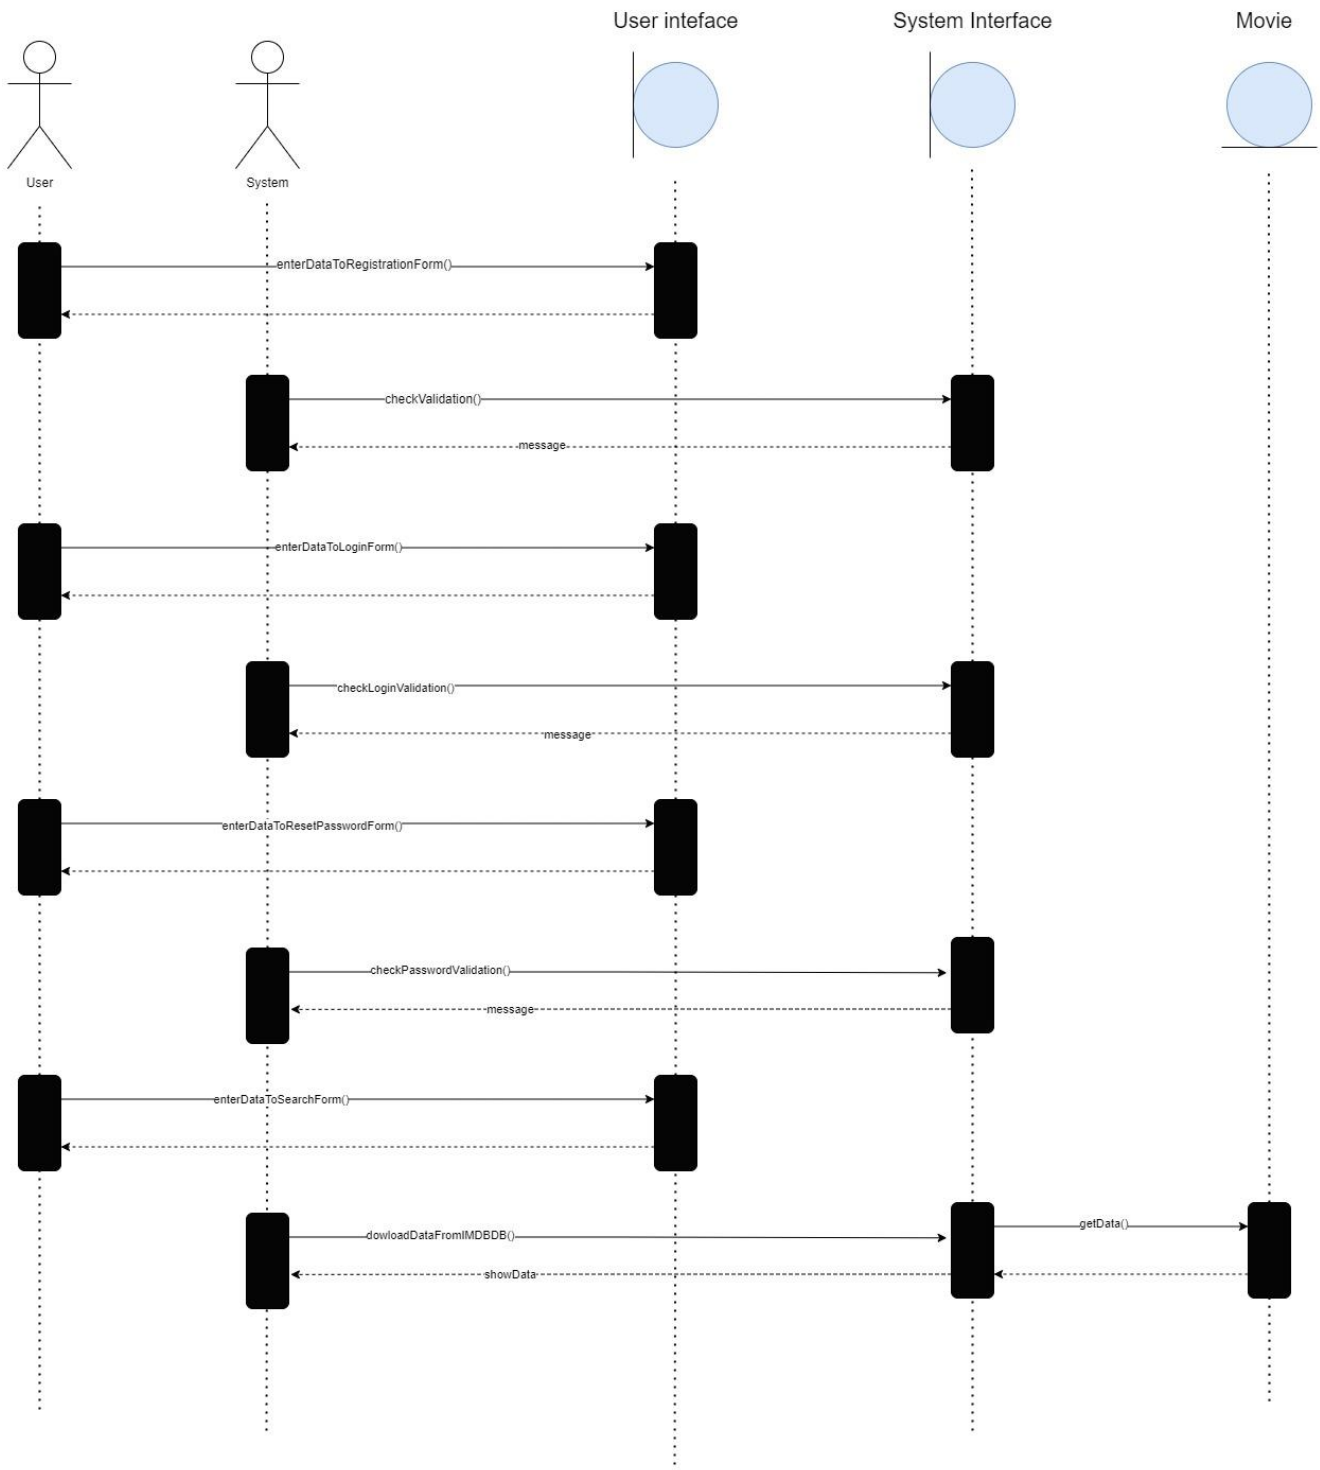 User inteface
System Interface
Movie
User
System
enterDataToRegistrationForm()
checkValidation()
message
enterDataToLoginForm()
checkLoginValidation()
message
enterDataToResetPasswordForm()
checkPasswordValidation()
message
enterDataToSearchForm()
getData()
dowloadDataFromIMDBDB()
showData